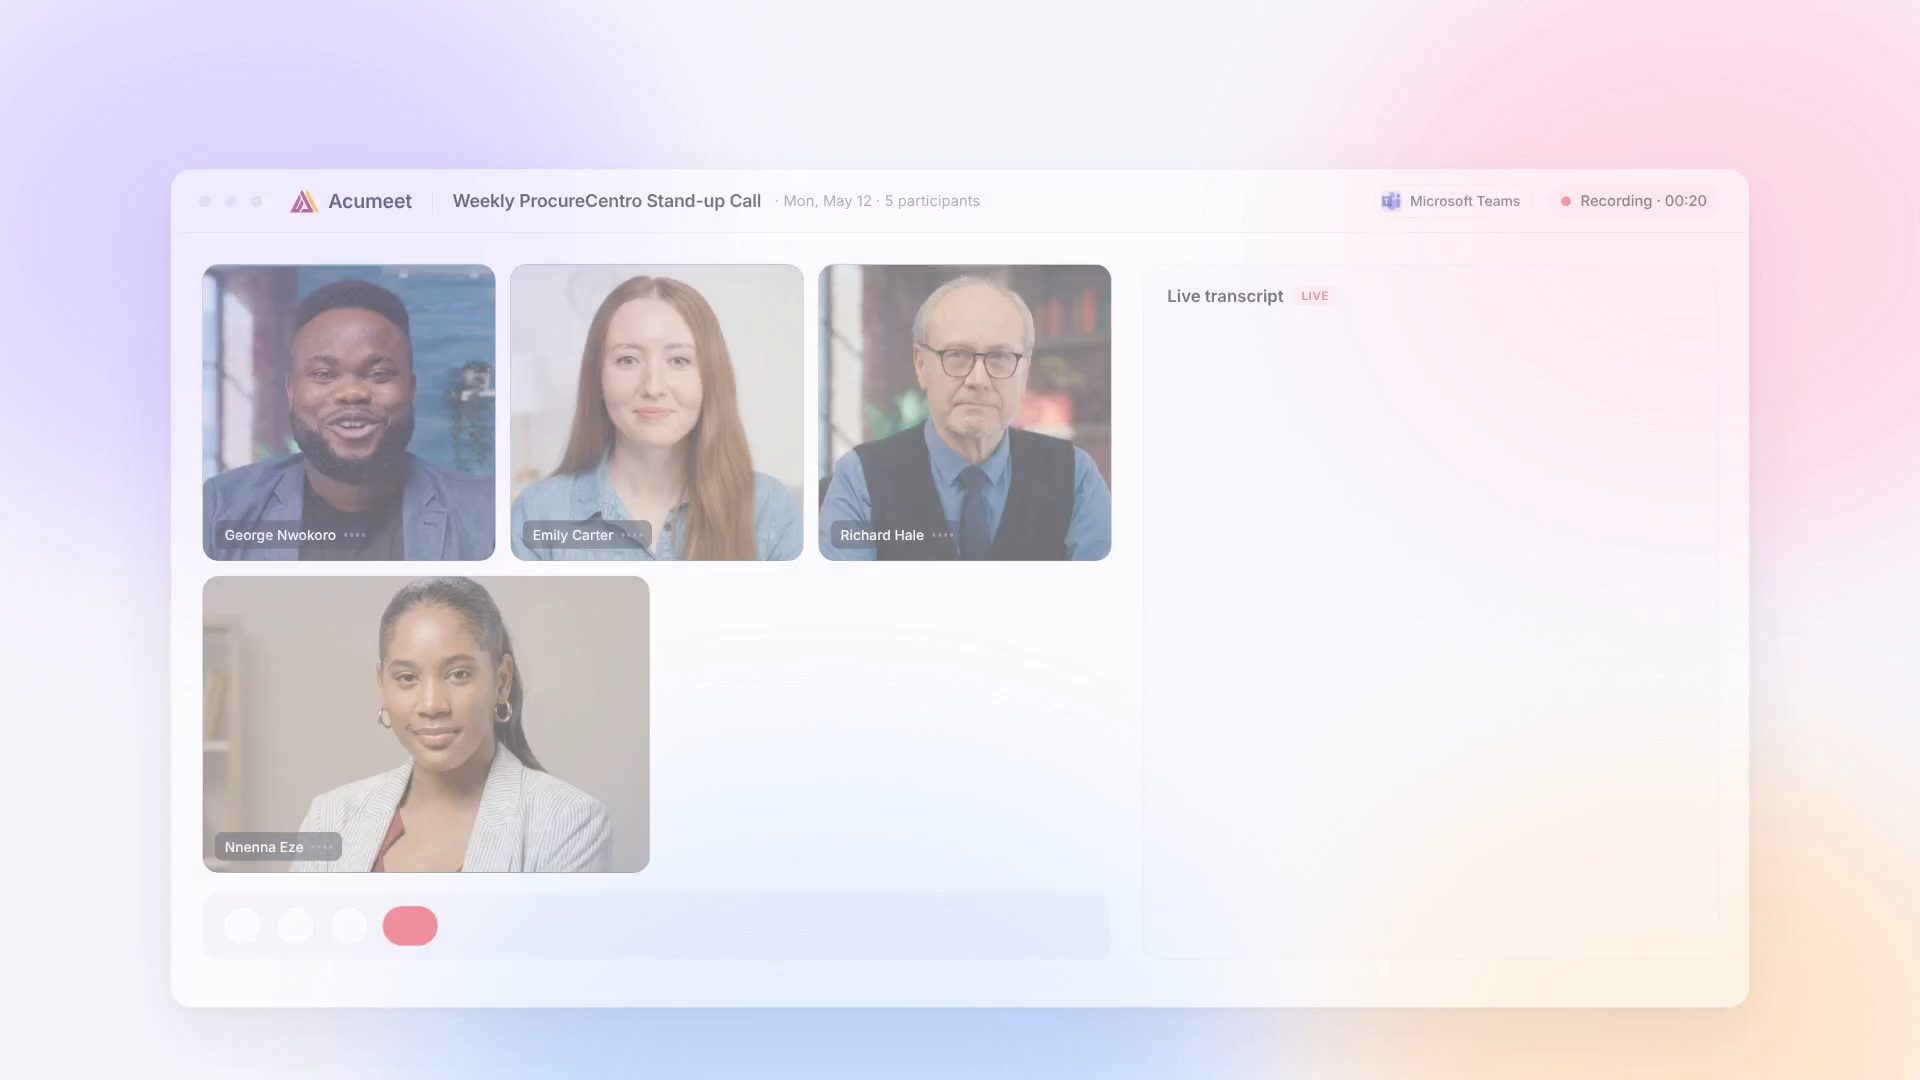 Acumeet
Weekly ProcureCentro Stand-up Call · Mon, May 12 · 5 participants
Microsoft Teams
Recording · 00:20
George Nwokoro
Emily Carter
Richard Hale
Live transcript LIVE
Nnenna Eze